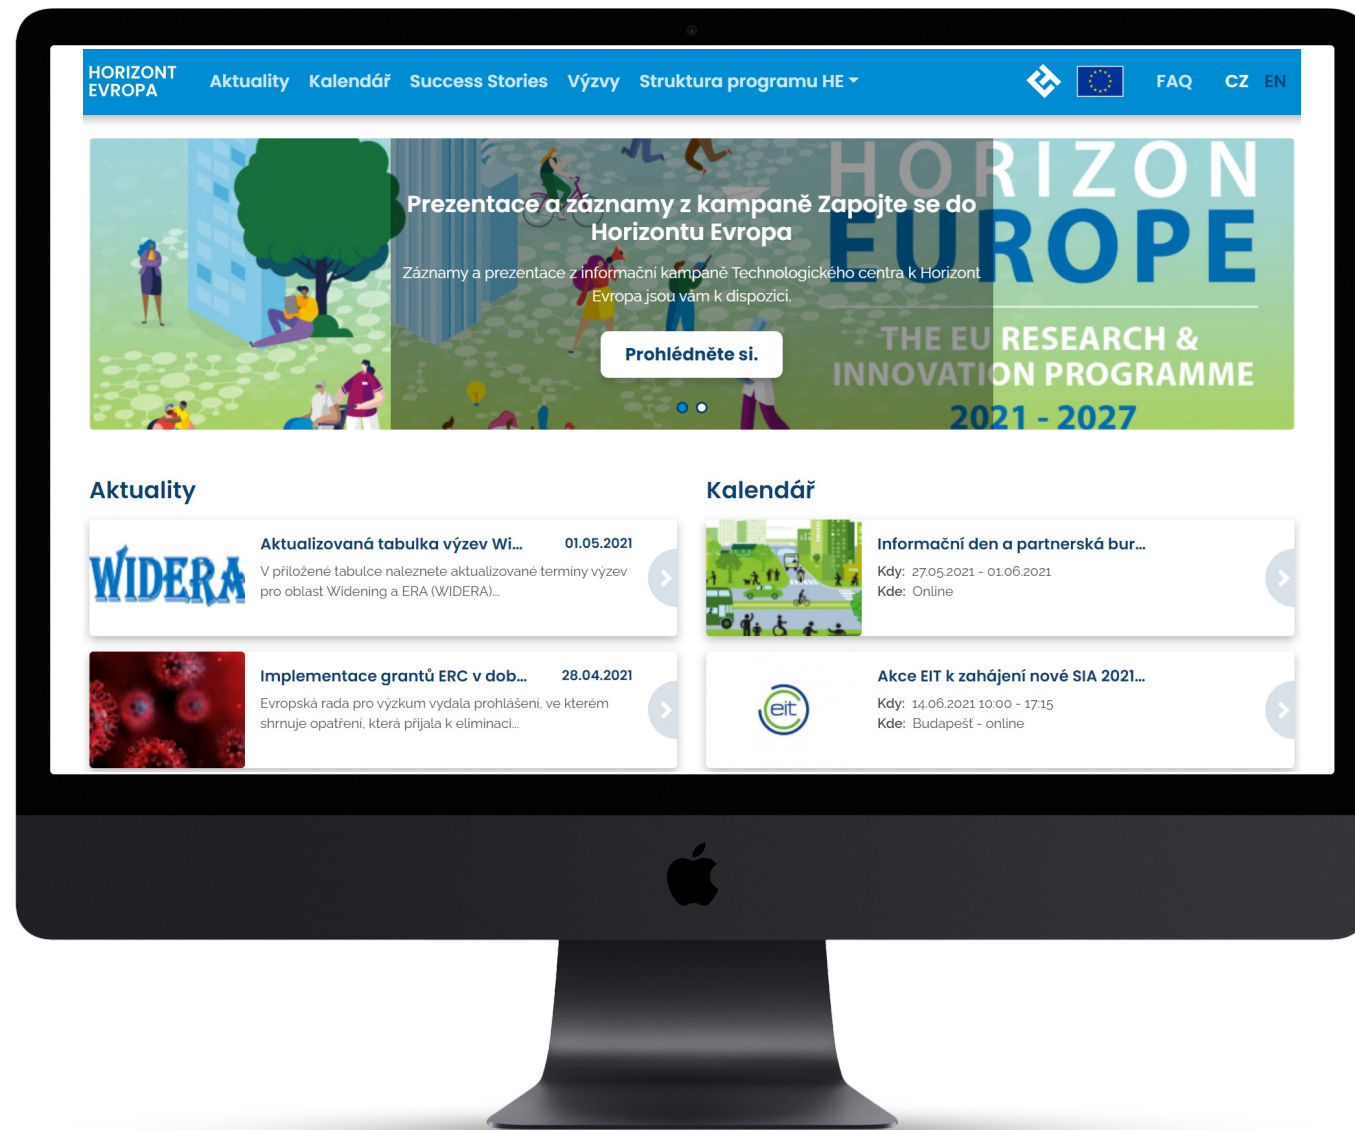 HORIZONT
EVROPA
Aktuality Kalendář Success Stories Výzvy Struktura programu HE
FAQ CZ EN
HORIZON
EUROPE
THE EU RESEARCH &
INNOVATION PROGRAMME
2021 - 2027
Prezentace a záznamy z kampaně Zapojte se do
Horizontu Evropa
Záznamy a prezentace z informační kampaně Technologického centra k Horizont
Evropa jsou vám k dispozici.
Prohlédněte si.
Aktuality
WIDERA
Aktualizovaná tabulka výzev Wi... 01.05.2021
V přiložené tabulce naleznete aktualizované termíny výzev
pro oblast Widening a ERA (WIDERA)...
Implementace grantů ERC v dob... 28.04.2021
Evropská rada pro výzkum vydala prohlášení, ve kterém
shrnuje opatření, která přijala k eliminaci...
Kalendář
Informační den a partnerská bur...
Kdy: 27.05.2021 - 01.06.2021
Kde: Online
eit
Akce EIT k zahájení nové SIA 2021...
Kdy: 14.06.2021 10:00 - 17:15
Kde: Budapešť - online